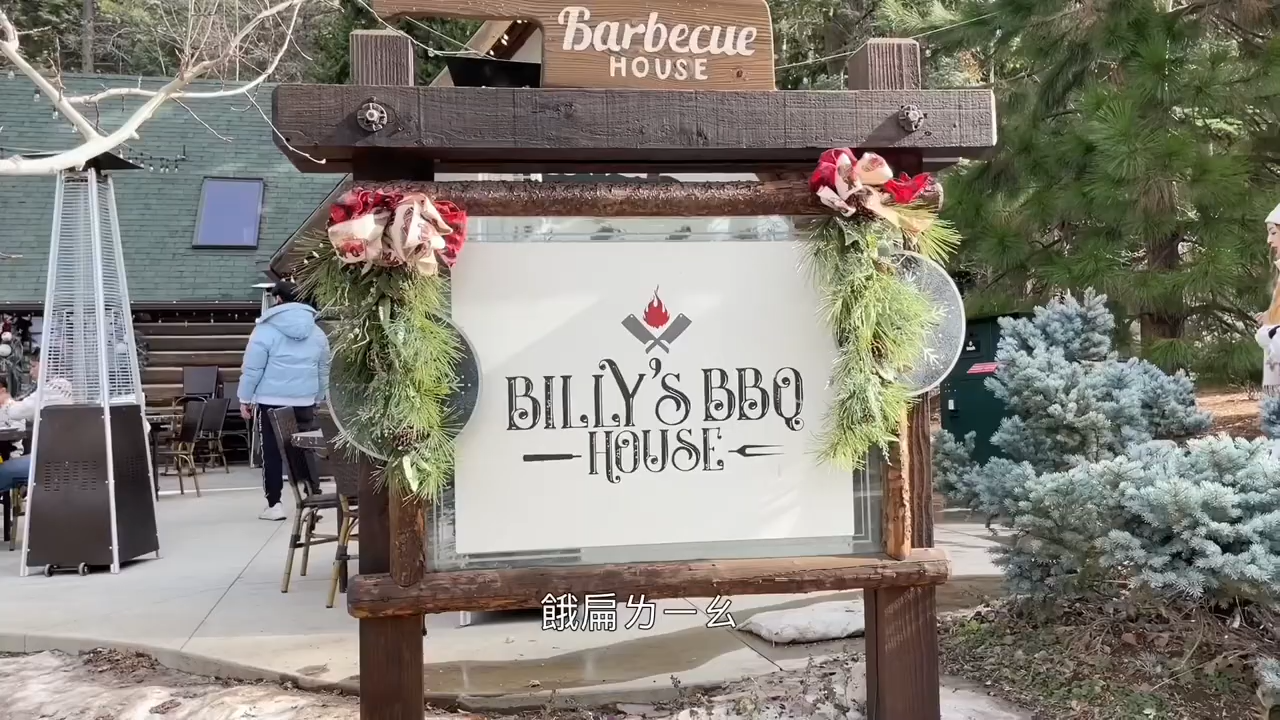 Barbecue
HOUSE
BILLY'S BBQ
HOUSE
餓扁ㄌㄧㄠ